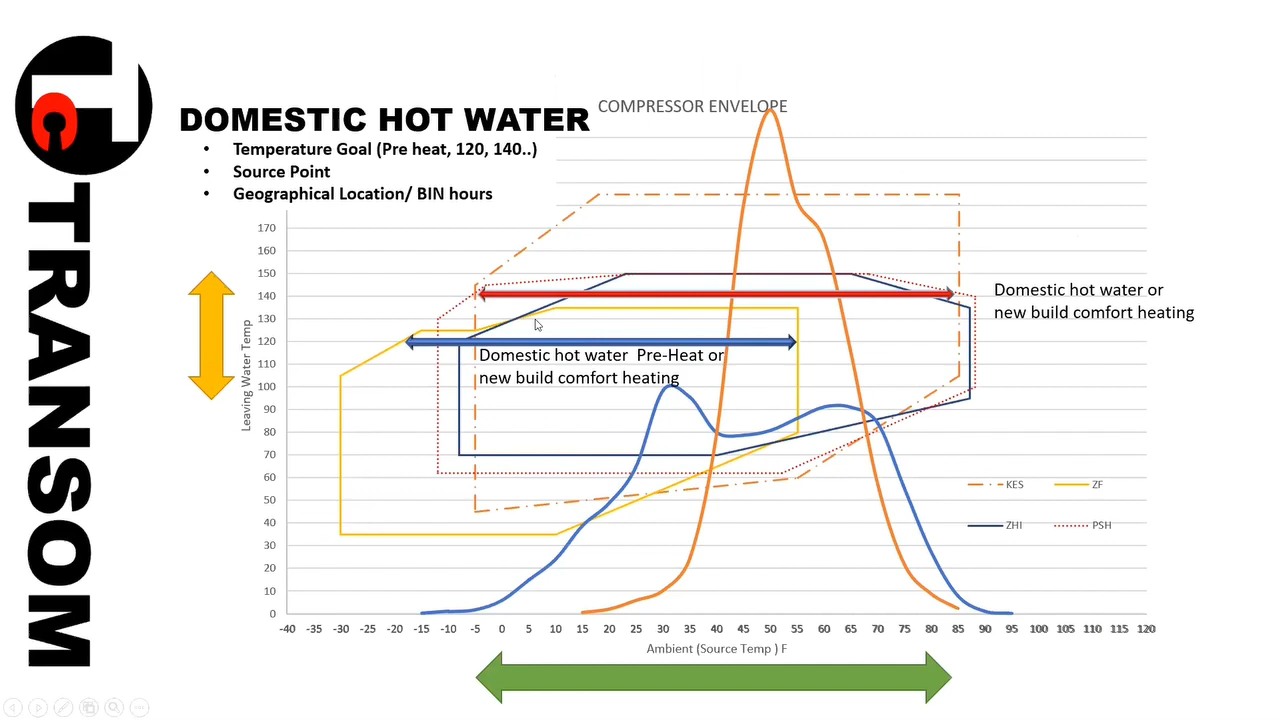 TC
TRANSOM
DOMESTIC HOT WATER
• Temperature Goal (Pre heat, 120, 140..)
• Source Point
• Geographical Location/ BIN hours
COMPRESSOR ENVELOPE
170
150
140
130
120
110
100
90
80
70
60
50
40
30
20
10
0
Leaving Water Temp
Domestic hot water or
new build comfort heating
Domestic hot water Pre-Heat or
new build comfort heating
KES
ZF
ZHI
PSH
-40 -35 -30 -25 -20 -15 -10 -5 0 5 10 15 20 25 30 35 40 45 50 55 60 65 70 75 80 85 90 95 100 105 110 115 120
Ambient (Source Temp ) F